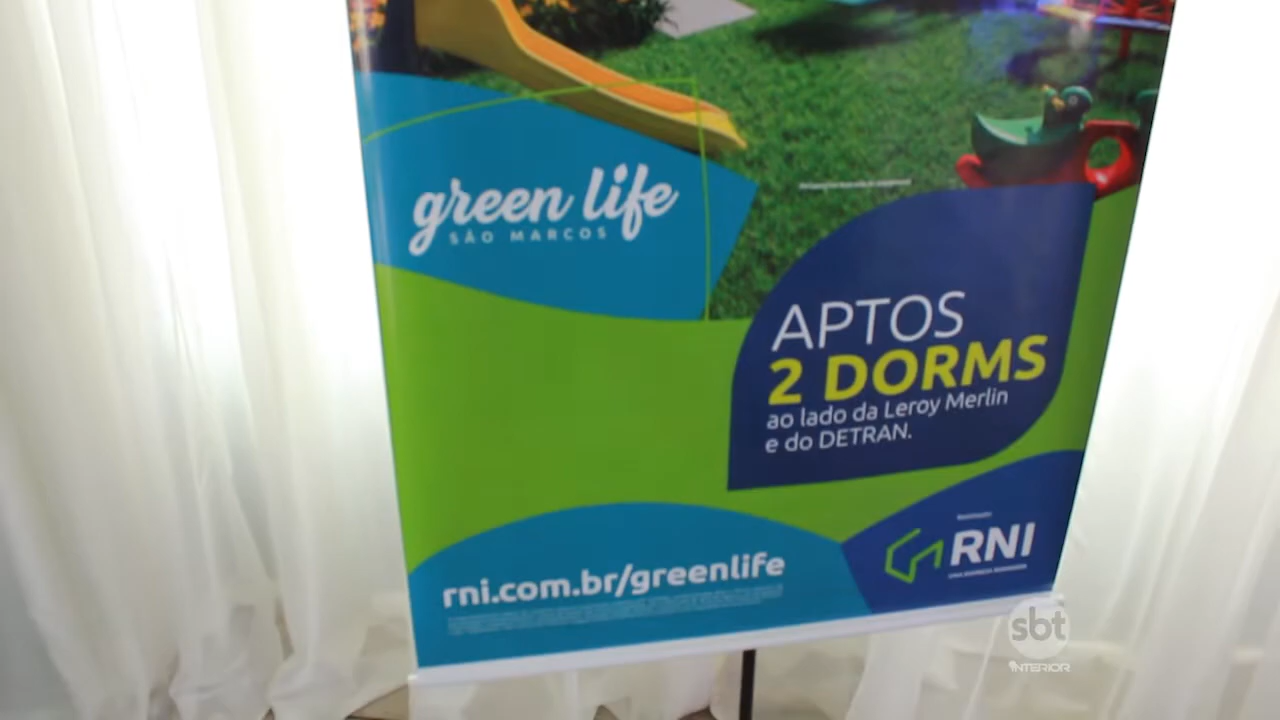 green life
SÃO MARCOS
APTOS
2 DORMS
ao lado da Leroy Merlin
e do DETRAN.
RNI
rni.com.br/greenlife
sbt
INTERIOR